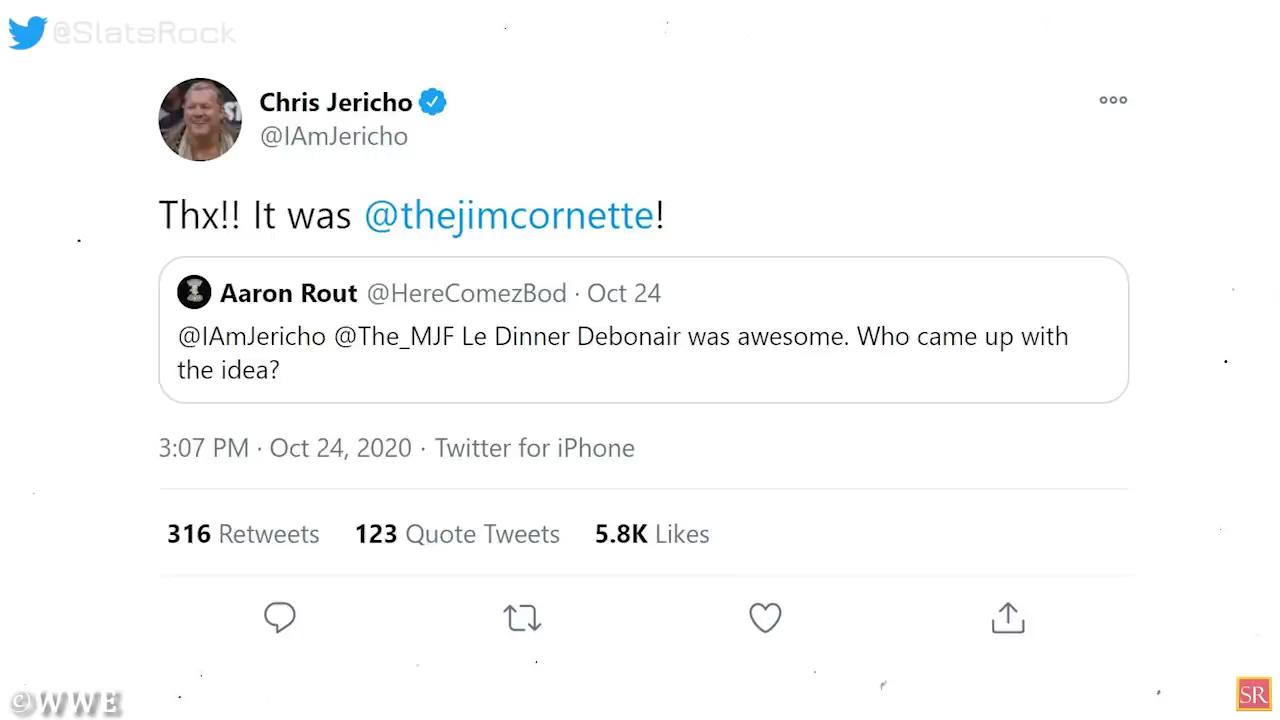 @SlatsRock
Chris Jericho
@IAmJericho
Thx!! It was @thejimcornette!
Aaron Rout @HereComezBod · Oct 24
@IAmJericho @The_MJF Le Dinner Debonair was awesome. Who came up with
the idea?
3:07 PM · Oct 24, 2020 · Twitter for iPhone
316 Retweets 123 Quote Tweets 5.8K Likes
©WWE
SR